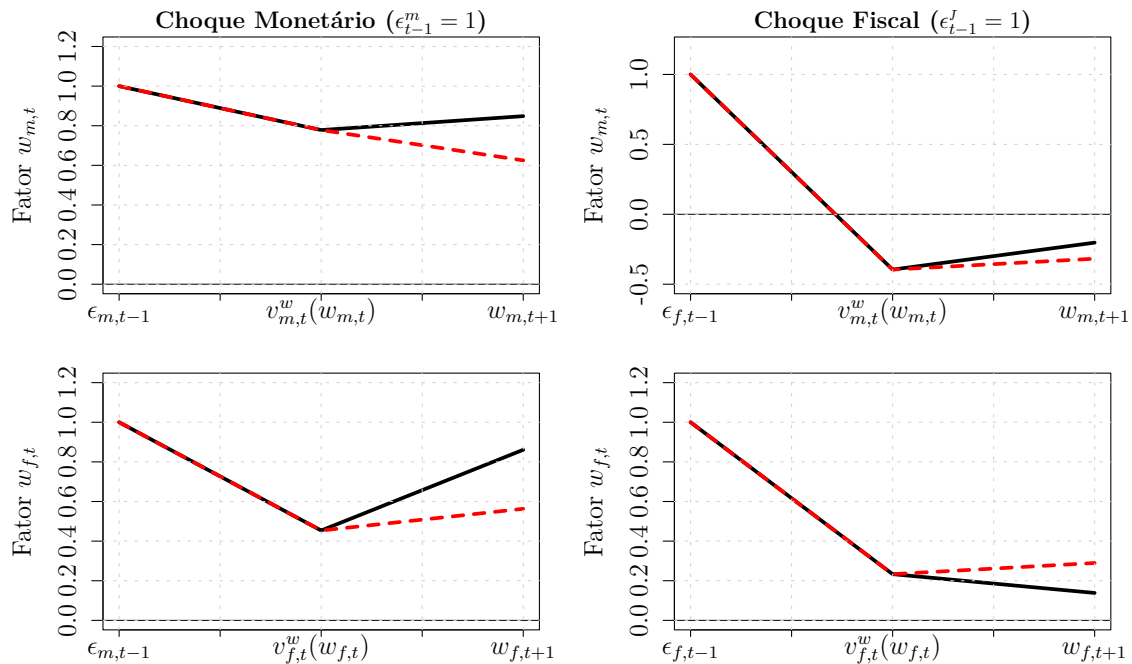 Choque Monetário (ϵ^m_{t−1} = 1)
Fator w_{m,t}
0.0 0.2 0.4 0.6 0.8 1.0 1.2
ϵ_{m,t−1} v^w_{m,t}(w_{m,t}) w_{m,t+1}
Choque Fiscal (ϵ^J_{t−1} = 1)
Fator w_{m,t}
-0.5 0.0 0.5 1.0
ϵ_{f,t−1} v^w_{m,t}(w_{m,t}) w_{m,t+1}
Fator w_{f,t}
0.0 0.2 0.4 0.6 0.8 1.0 1.2
ϵ_{m,t−1} v^w_{f,t}(w_{f,t}) w_{f,t+1}
Fator w_{f,t}
0.0 0.2 0.4 0.6 0.8 1.0 1.2
ϵ_{f,t−1} v^w_{f,t}(w_{f,t}) w_{f,t+1}